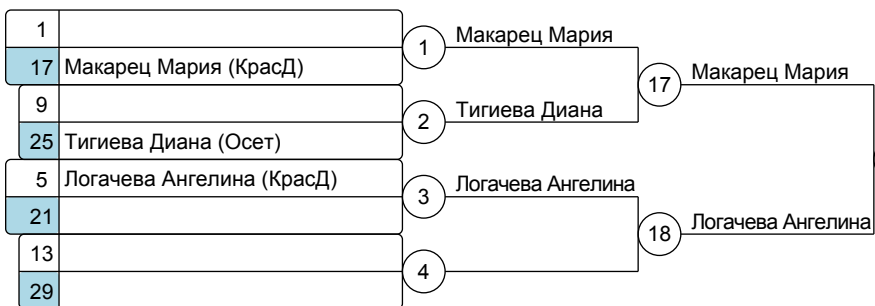 1
17 Макарец Мария (КрасД)
9
25 Тигиева Диана (Осет)
5 Логачева Ангелина (КрасД)
21
13
29
1 Макарец Мария
2 Тигиева Диана
3 Логачева Ангелина
4
17 Макарец Мария
18 Логачева Ангелина